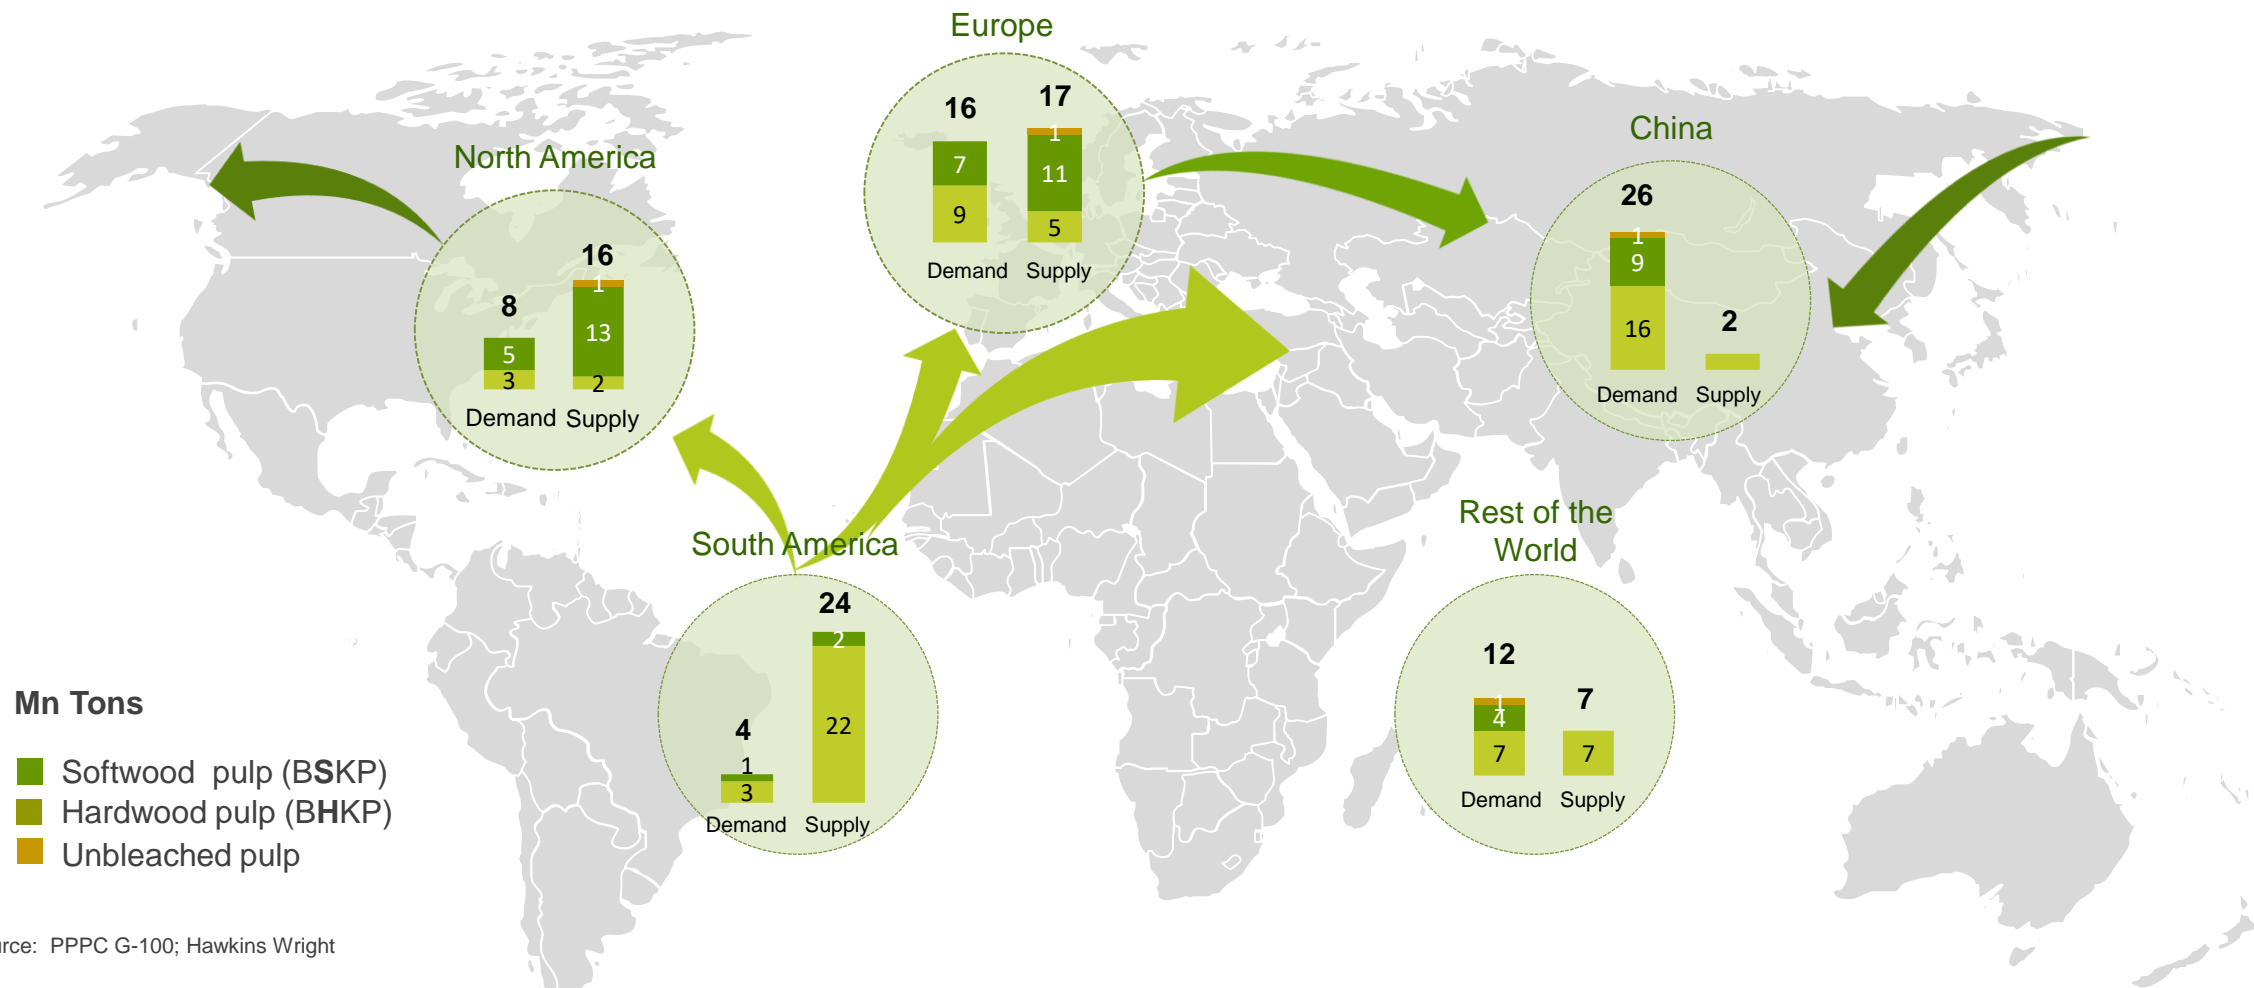 Europe
16
17
1
7
11
9
5
Demand Supply
North America
16
8
1
13
5
3
2
Demand Supply
China
26
1
9
16
2
Demand Supply
South America
24
2
22
4
1
3
Demand Supply
Rest of the
World
12
7
1
4
7
7
Demand Supply
Mn Tons
Softwood pulp (BSKP)
Hardwood pulp (BHKP)
Unbleached pulp
urce: PPPC G-100; Hawkins Wright